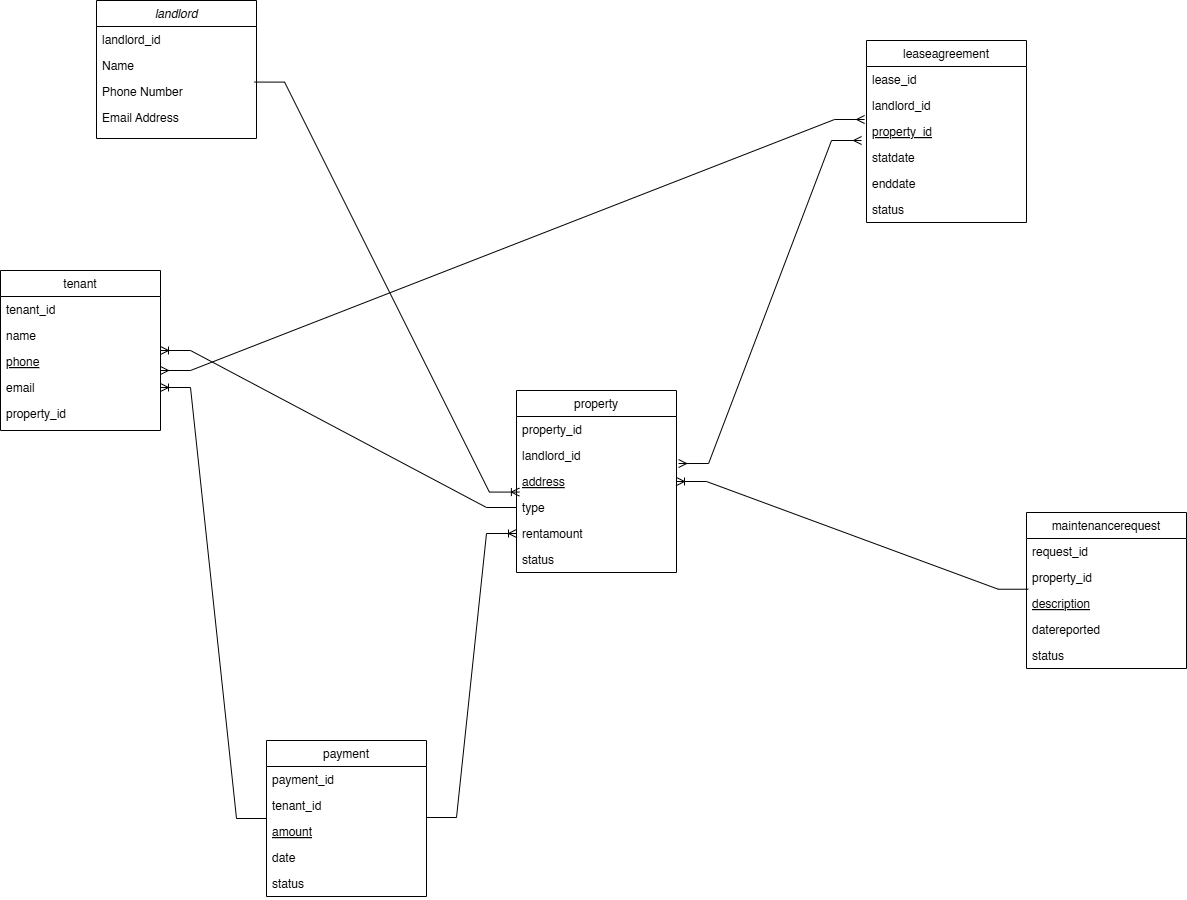 landlord
landlord_id
Name
Phone Number
Email Address
leaseagreement
lease_id
landlord_id
property_id
statdate
enddate
status
tenant
tenant_id
name
phone
email
property_id
property
property_id
landlord_id
address
type
rentamount
status
maintenancerequest
request_id
property_id
description
datereported
status
payment
payment_id
tenant_id
amount
date
status